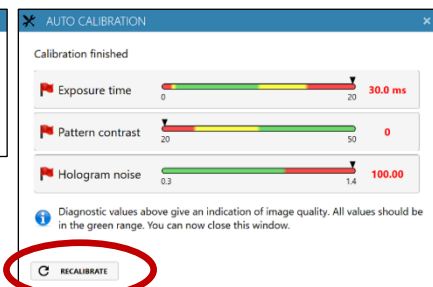 AUTO CALIBRATION
Calibration finished
Exposure time
0
20
30.0 ms
Pattern contrast
20
50
0
Hologram noise
0.3
1.4
100.00
Diagnostic values above give an indication of image quality. All values should be
in the green range. You can now close this window.
RECALIBRATE